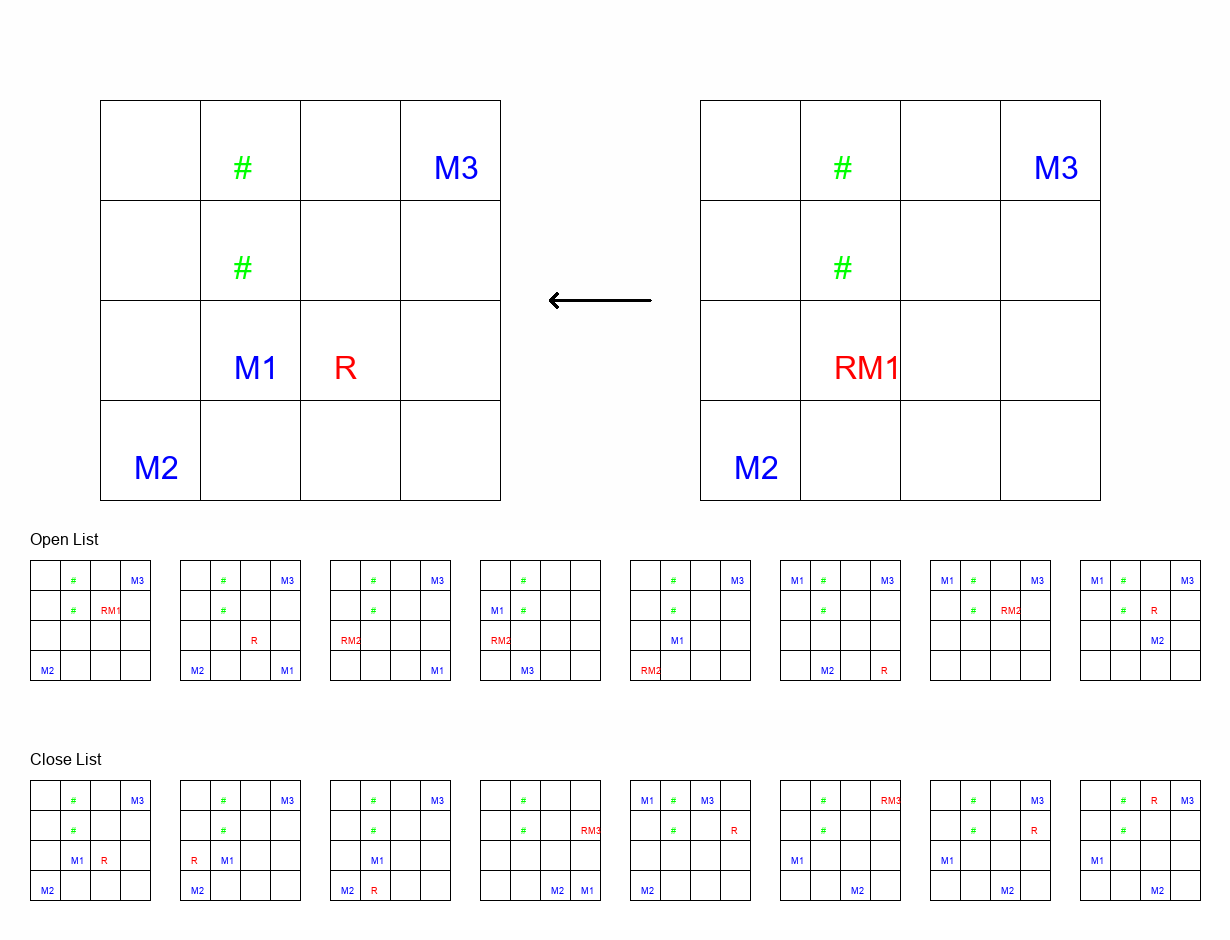 # M3 # M3
# #
M1 R RM1
M2 M2
Open List
# M3 # M3 # M3 # # M3 M1 # M3 M1 # M3 M1 # M3
# RM1 # # M1 # # # # RM2 # R
R RM2 RM2 M1 M2
M2 M2 M1 M1 M3 RM2 M2 R
Close List
# M3 # M3 # M3 # M1 # M3 # RM3 # M3 # R M3
# # # # RM3 # R # # R #
M1 R R M1 M1 M1 M1 M1
M2 M2 M2 R M2 M1 M2 M2 M2 M2